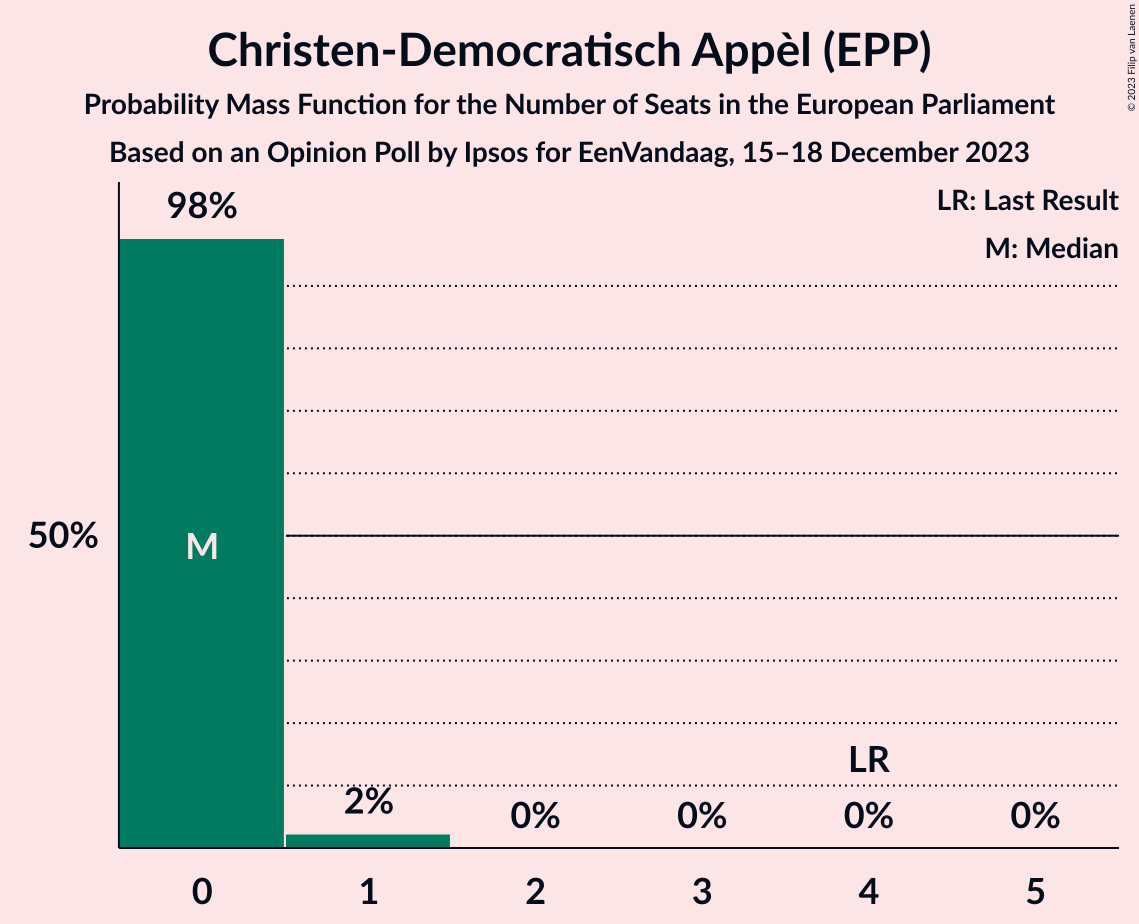 Christen-Democratisch Appèl (EPP)
Probability Mass Function for the Number of Seats in the European Parliament
Based on an Opinion Poll by Ipsos for EenVandaag, 15–18 December 2023
© 2023 Filip van Laenen
LR: Last Result
M: Median
98%
50%
M
LR
2%
0%
0%
0%
0%
0
1
2
3
4
5